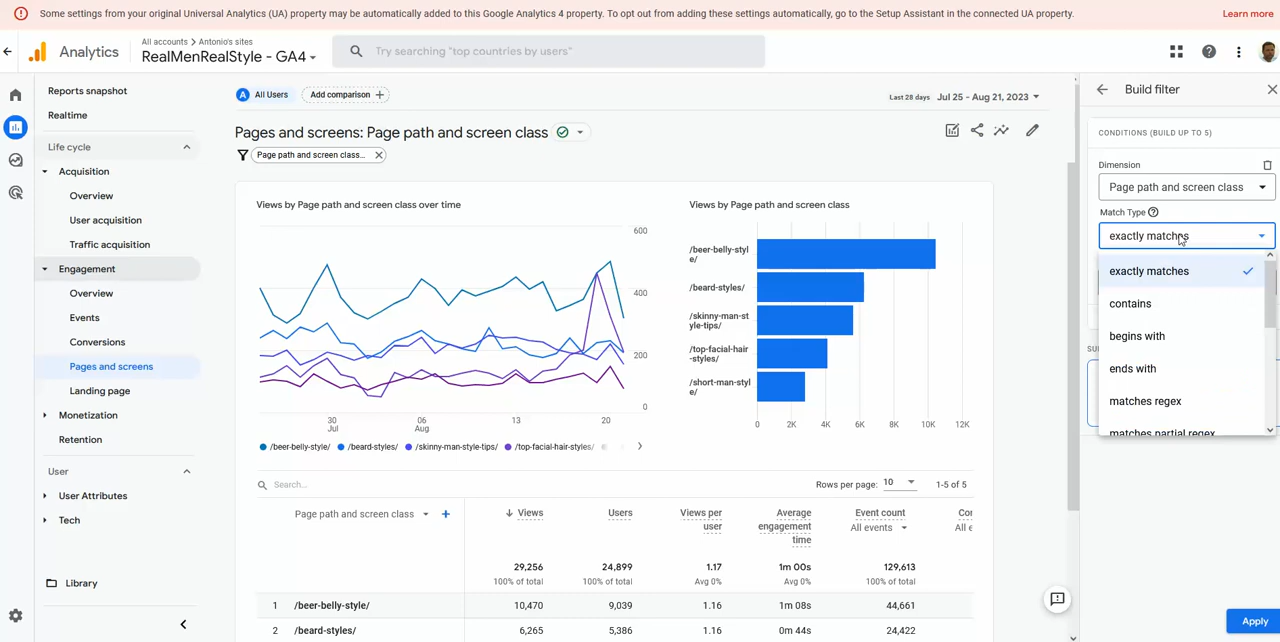 Some settings from your original Universal Analytics (UA) property may be automatically added to this Google Analytics 4 property. To opt out from adding these settings automatically, go to the Setup Assistant in the connected UA property.
Learn more
Analytics
All accounts > Antonio's sites
RealMenRealStyle - GA4
Try searching "top countries by users"
Reports snapshot
Realtime
Life cycle
Acquisition
Overview
User acquisition
Traffic acquisition
Engagement
Overview
Events
Conversions
Pages and screens
Landing page
Monetization
Retention
User
User Attributes
Tech
Library
A All Users
Add comparison +
Last 28 days Jul 25 - Aug 21, 2023
Pages and screens: Page path and screen class
Page path and screen class...
Views by Page path and screen class over time
600
400
200
0
30
Jul
06
Aug
13
20
/beer-belly-style/ /beard-styles/ /skinny-man-style-tips/ /top-facial-hair-styles/
Views by Page path and screen class
/beer-belly-styl
e/
/beard-styles/
/skinny-man-st
yle-tips/
/top-facial-hair
-styles/
/short-man-styl
e/
0 2K 4K 6K 8K 10K 12K
Search...
Rows per page: 10
1-5 of 5
Page path and screen class +
Views
Users
Views per
user
Average
engagement
time
Event count
All events
29,256 24,899 1.17 1m 00s 129,613
100% of total 100% of total Avg 0% Avg 0% 100% of total
1 /beer-belly-style/ 10,470 9,039 1.16 1m 08s 44,661
2 /beard-styles/ 6,265 5,386 1.16 0m 44s 24,422
Build filter
CONDITIONS (BUILD UP TO 5)
Dimension
Page path and screen class
Match Type
exactly matches
exactly matches
contains
begins with
ends with
matches regex
matches partial regex
Apply